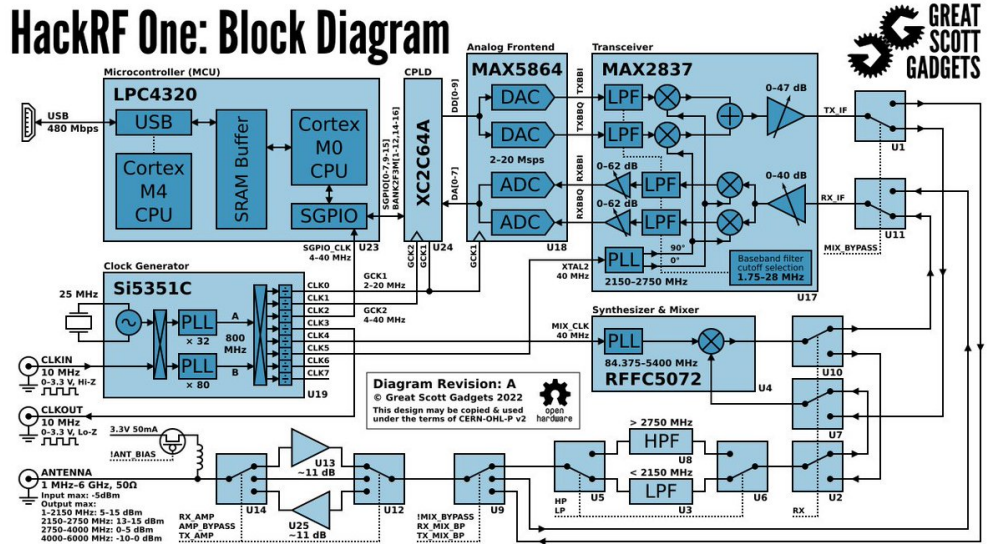 HackRF One: Block Diagram
GREAT
SCOTT
GADGETS
Microcontroller (MCU)
LPC4320
USB
480 Mbps
USB
Cortex
M4
CPU
SRAM Buffer
Cortex
M0
CPU
SGPIO
U23
SGPIO_CLK
4–40 MHz
SGPIO[0-7,9-15]
BANK2F3M[1-12,14-16]
CPLD
XC2C64A
U24
GCK2
GCK1
DD[0-9]
DA[0-7]
Analog Frontend
MAX5864
DAC
DAC
2–20 Msps
ADC
ADC
U18
GCK1
TXBBI
TXBBQ
RXBBI
RXBBQ
Transceiver
MAX2837
LPF
LPF
0–47 dB
0–62 dB
LPF
0–62 dB
LPF
0–40 dB
PLL
90°
0°
2150–2750 MHz
Baseband filter
cutoff selection
1.75–28 MHz
U17
XTAL2
40 MHz
TX_IF
U1
RX_IF
U11
MIX_BYPASS
Clock Generator
Si5351C
25 MHz
PLL
× 32
A
800
MHz
PLL
× 80
B
U19
CLK0
CLK1
CLK2
CLK3
CLK4
CLK5
CLK6
CLK7
GCK1
2–20 MHz
GCK2
4–40 MHz
CLKIN
10 MHz
0–3.3 V, Hi-Z
CLKOUT
10 MHz
0–3.3 V, Lo-Z
Synthesizer & Mixer
MIX_CLK
40 MHz
PLL
84.375–5400 MHz
RFFC5072
U4
U10
U7
U2
RX
Diagram Revision: A
© Great Scott Gadgets 2022
This design may be copied & used
under the terms of CERN-OHL-P v2
open
hardware
3.3V 50mA
!ANT_BIAS
ANTENNA
1 MHz–6 GHz, 50Ω
Input max: -5dBm
Output max:
1–2150 MHz: 5-15 dBm
2150–2750 MHz: 13-15 dBm
2750-4000 MHz: 0-5 dBm
4000-6000 MHz: -10-0 dBm
U14
U13
~11 dB
U25
~11 dB
U12
RX_AMP
AMP_BYPASS
TX_AMP
U9
!MIX_BYPASS
RX_MIX_BP
TX_MIX_BP
U5
HP
LP
> 2750 MHz
HPF
U8
< 2150 MHz
LPF
U3
U6